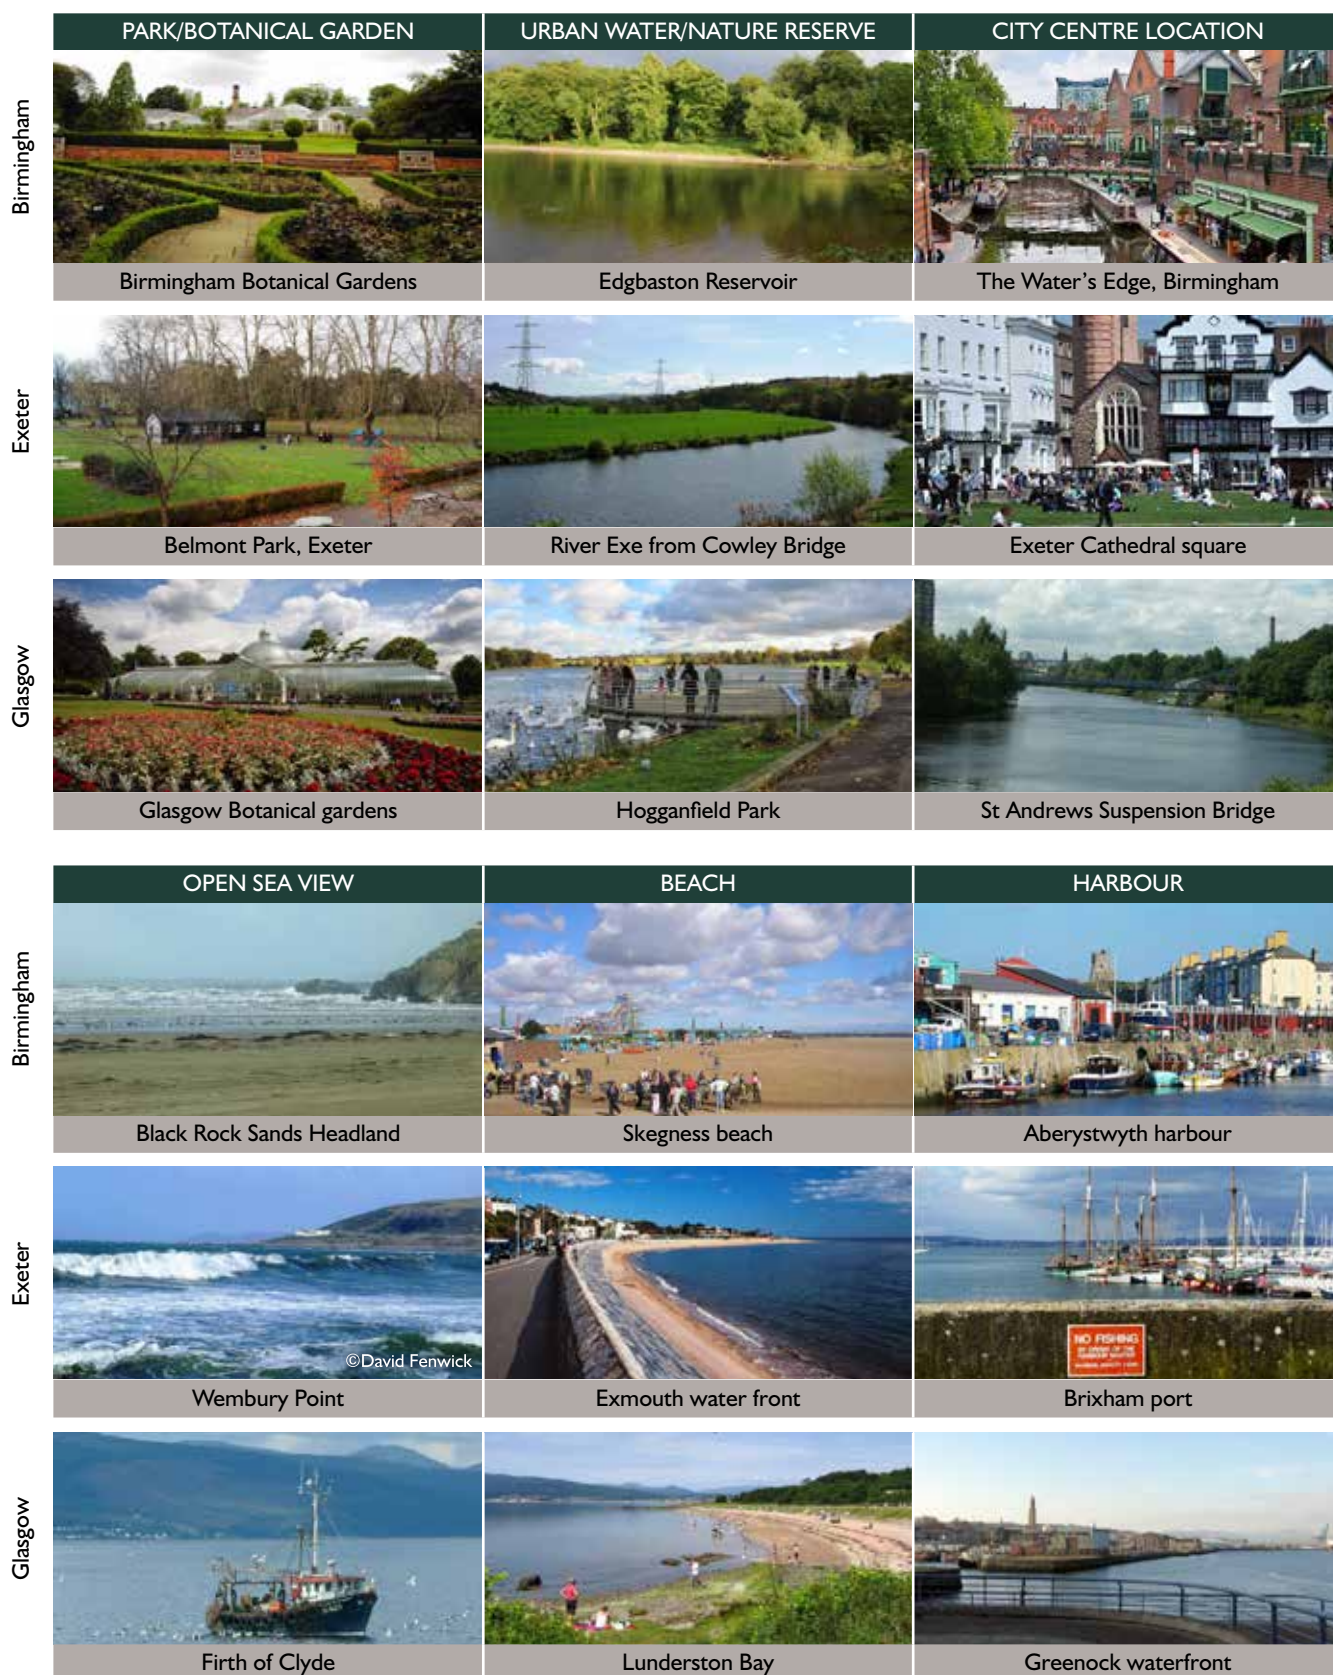 PARK/BOTANICAL GARDEN
URBAN WATER/NATURE RESERVE
CITY CENTRE LOCATION
Birmingham
Birmingham Botanical Gardens
Edgbaston Reservoir
The Water's Edge, Birmingham
Exeter
Belmont Park, Exeter
River Exe from Cowley Bridge
Exeter Cathedral square
Glasgow
Glasgow Botanical gardens
Hogganfield Park
St Andrews Suspension Bridge
OPEN SEA VIEW
BEACH
HARBOUR
Birmingham
Black Rock Sands Headland
Skegness beach
Aberystwyth harbour
Exeter
©David Fenwick
NO FISHING
Wembury Point
Exmouth water front
Brixham port
Glasgow
Firth of Clyde
Lunderston Bay
Greenock waterfront